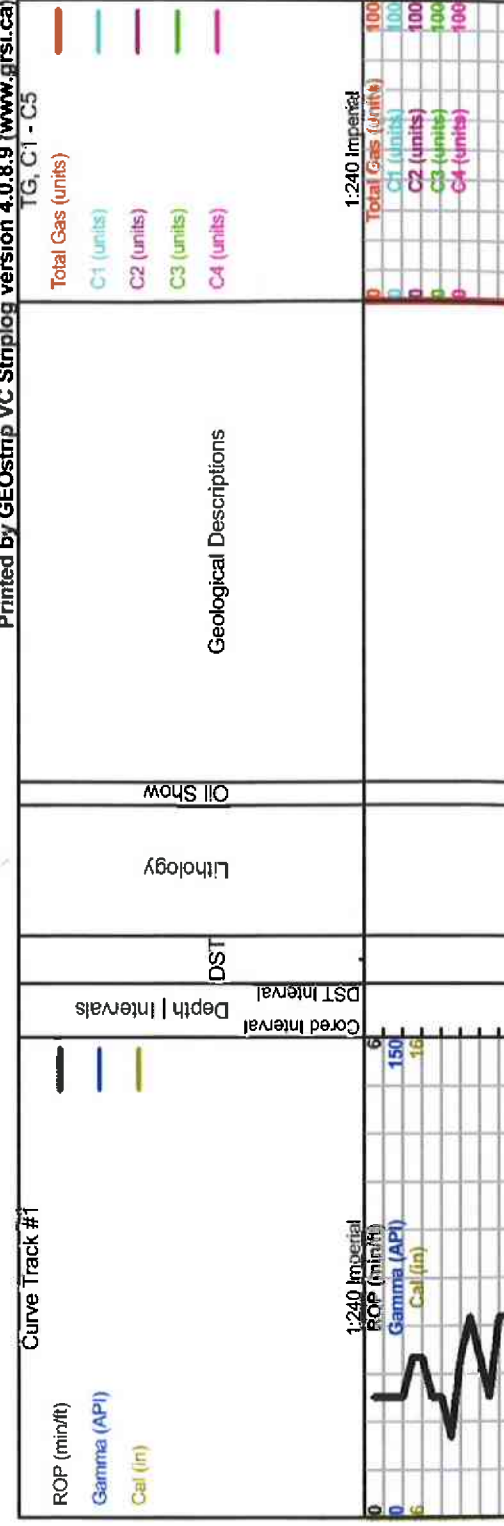 Printed by GEOstrip VC Striplog version 4.0.8.9 (www.grsi.ca)
Curve Track #1
ROP (min/ft)
Gamma (API)
Cal (in)
Depth | Intervals
Cored Interval
DST Interval
DST
Lithology
Oil Show
Geological Descriptions
TG, C1 - C5
Total Gas (units)
C1 (units)
C2 (units)
C3 (units)
C4 (units)
1:240 Imperial
0 ROP (min/ft) 6
0 Gamma (API) 150
6 Cal (in) 16
1:240 Imperial
0 Total Gas (units) 100
0 C1 (units) 100
0 C2 (units) 100
0 C3 (units) 100
0 C4 (units) 100